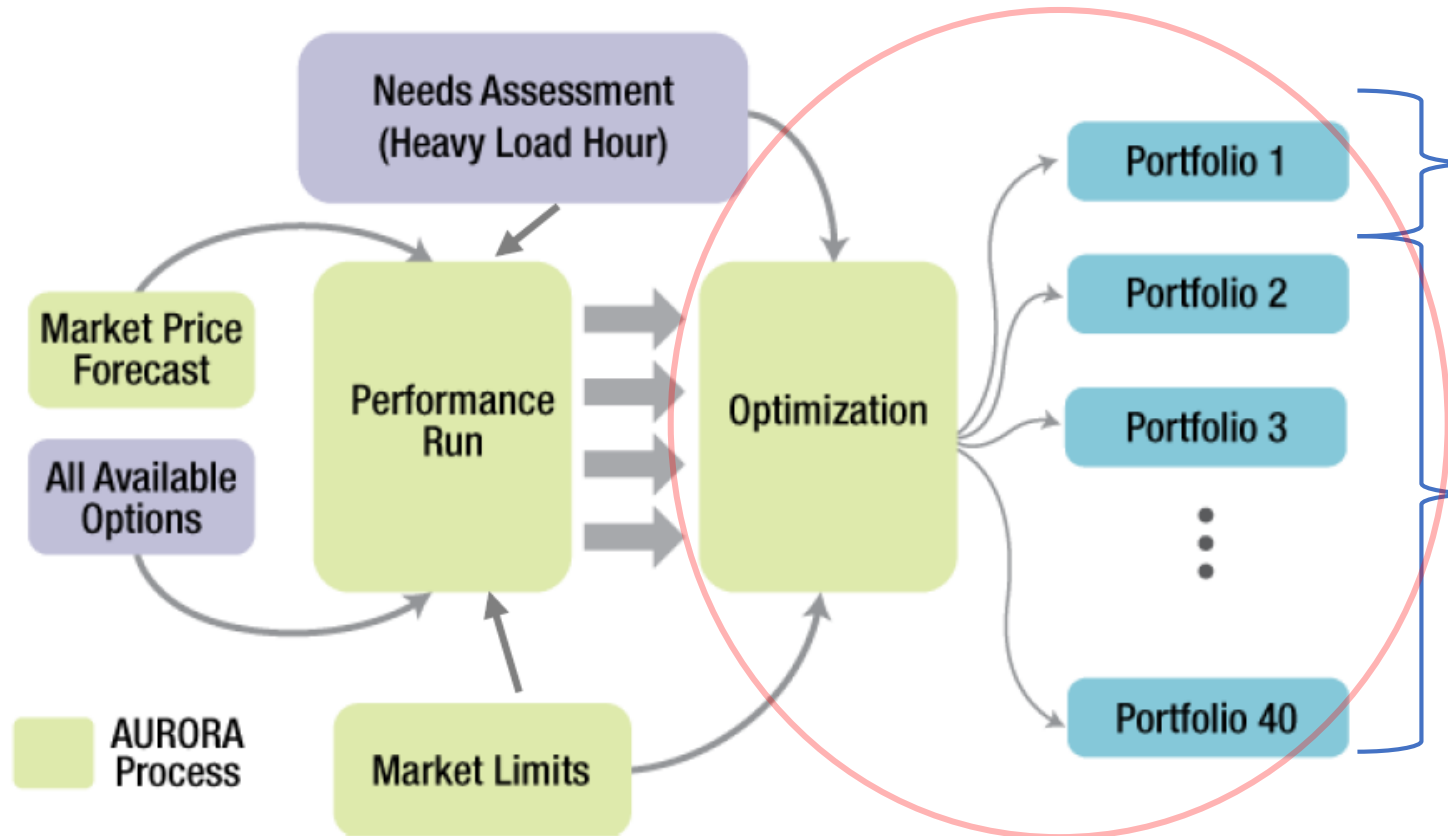 Needs Assessment
(Heavy Load Hour)
Market Price
Forecast
All Available
Options
Performance
Run
Optimization
Portfolio 1
Portfolio 2
Portfolio 3
Portfolio 40
AURORA
Process
Market Limits